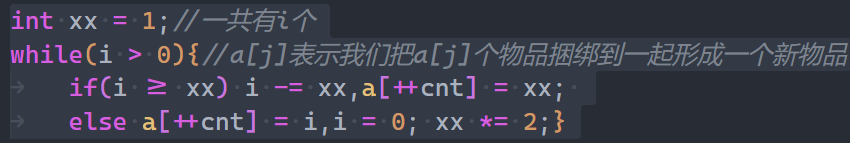 int xx = 1;//一共有i个
while(i > 0){//a[j]表示我们把a[j]个物品捆绑到一起形成一个新物品
if(i >= xx) i -= xx,a[++cnt] = xx;
else a[++cnt] = i,i = 0; xx *= 2;}